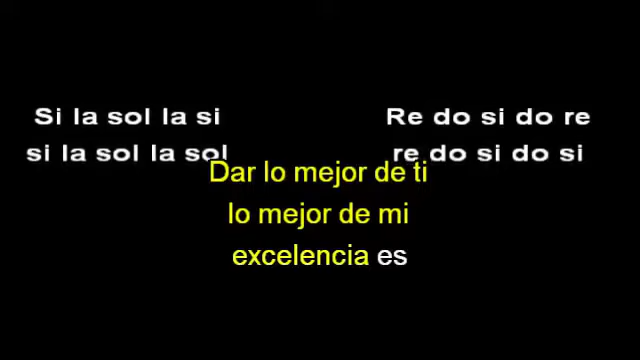 Si la sol la si
si la sol la sol
Re do si do re
re do si do si
Dar lo mejor de ti
lo mejor de mi
excelencia es